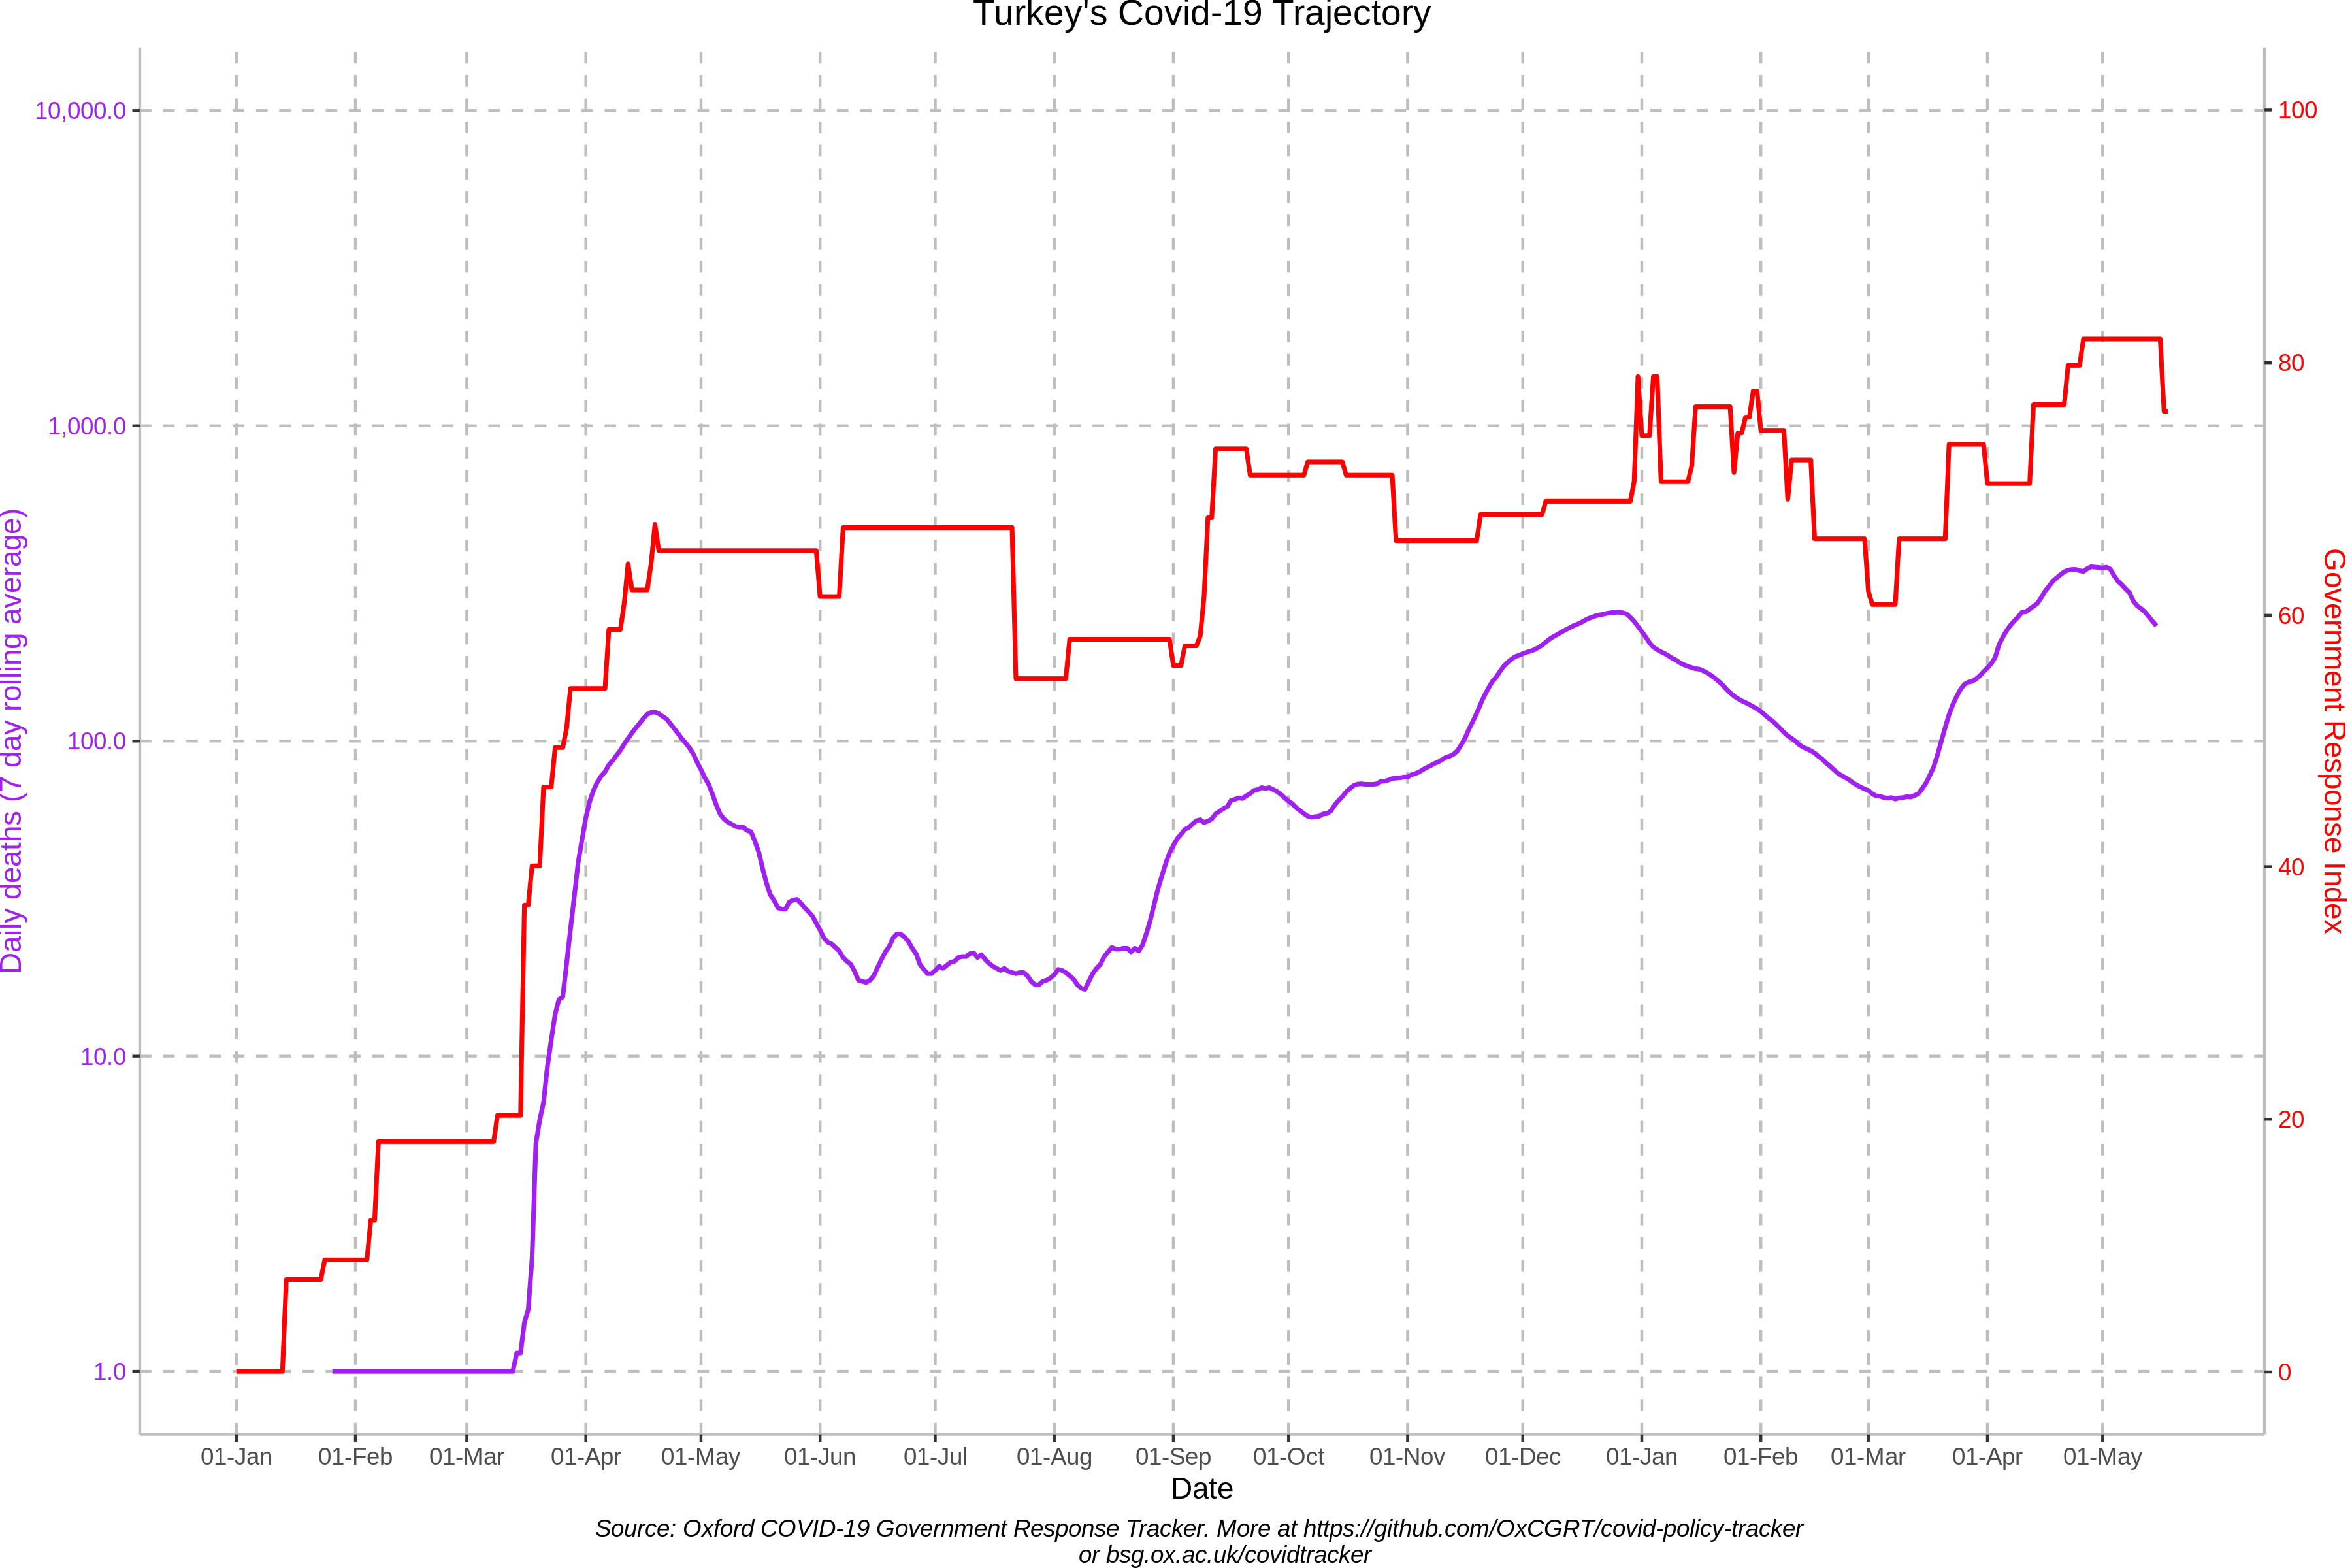 Turkey's Covid-19 Trajectory
10,000.0
1,000.0
100.0
10.0
1.0
Daily deaths (7 day rolling average)
100
80
60
40
20
0
Government Response Index
01-Jan 01-Feb 01-Mar 01-Apr 01-May 01-Jun 01-Jul 01-Aug 01-Sep 01-Oct 01-Nov 01-Dec 01-Jan 01-Feb 01-Mar 01-Apr 01-May
Date
Source: Oxford COVID-19 Government Response Tracker. More at https://github.com/OxCGRT/covid-policy-tracker
or bsg.ox.ac.uk/covidtracker